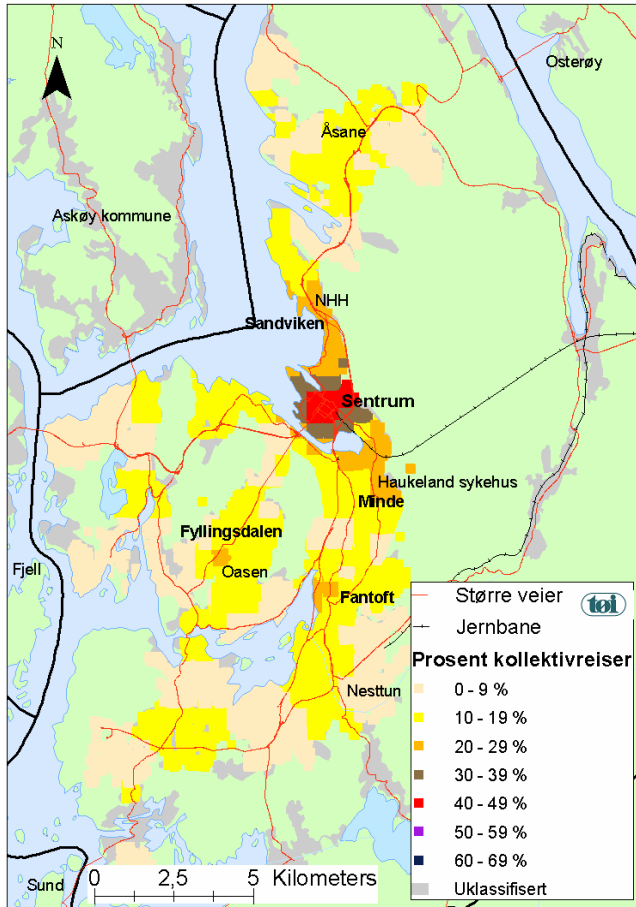 N
Osterøy
Åsane
Askøy kommune
NHH
Sandviken
Sentrum
Haukeland sykehus
Minde
Fyllingsdalen
Oasen
Fjell
Fantoft
Større veier
tøi
Jernbane
Prosent kollektivreiser
Nesttun
0 - 9 %
10 - 19 %
20 - 29 %
30 - 39 %
40 - 49 %
50 - 59 %
60 - 69 %
Uklassifisert
Sund
0 2,5 5 Kilometers